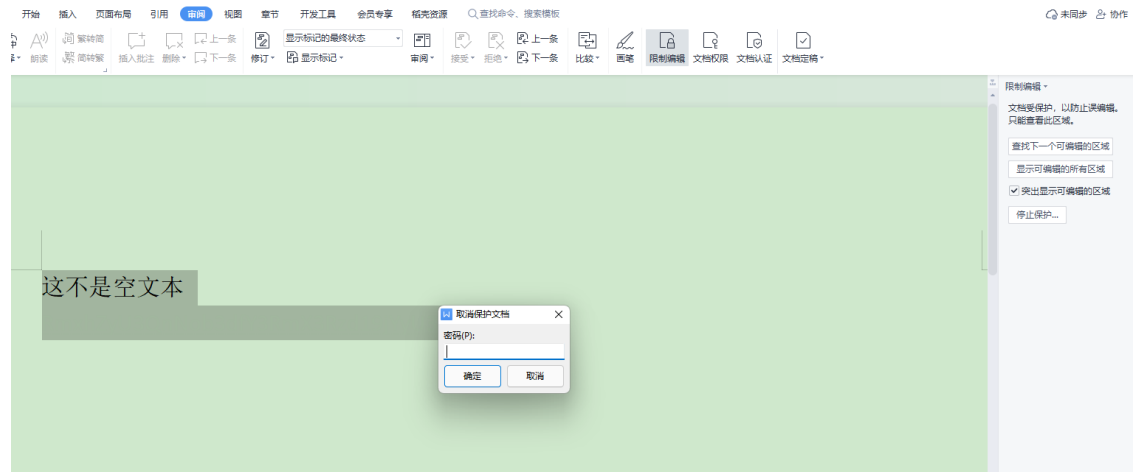 开始 插入 页面布局 引用 审阅 视图 章节 开发工具 会员专享 稻壳资源 查找命令、搜索模板 未同步 协作
繁转简 上一条 显示标记的最终状态 上一条
朗读 简转繁 插入批注 删除 下一条 修订 显示标记 审阅 接受 拒绝 下一条 比较 画笔 限制编辑 文档权限 文档认证 文档定稿
限制编辑
文档受保护，以防止误编辑。
只能查看此区域。
查找下一个可编辑的区域
显示可编辑的所有区域
突出显示可编辑的区域
停止保护...
这不是空文本
取消保护文档
密码(P):
确定 取消